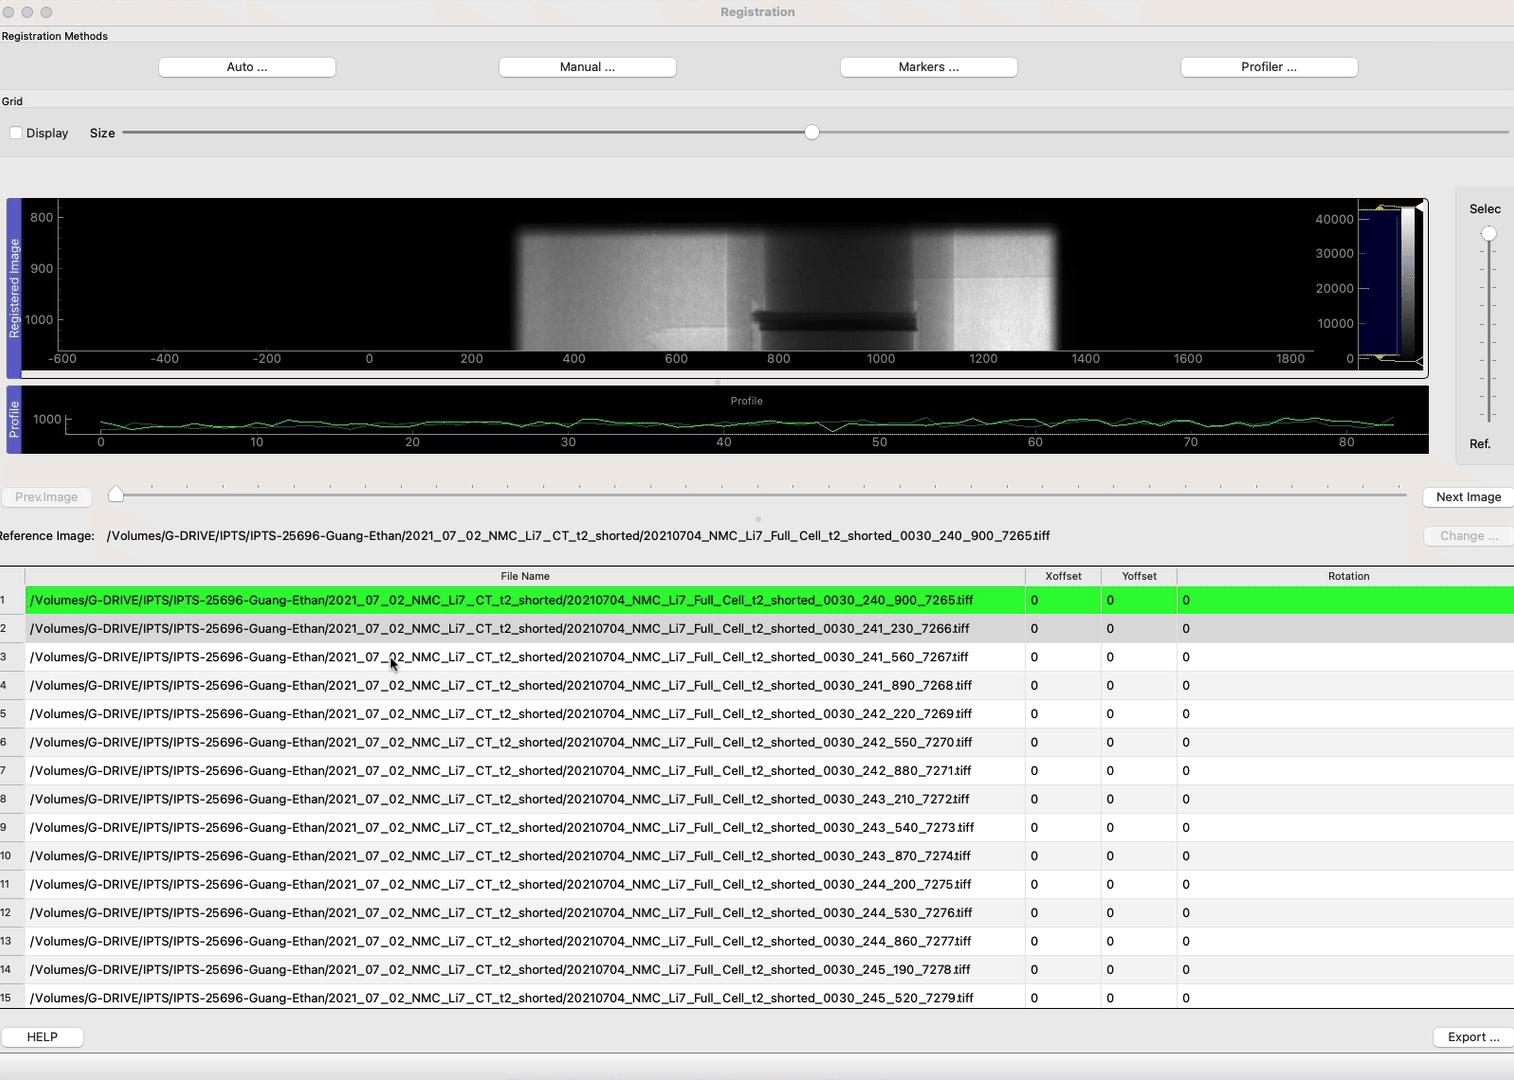 Registration
Registration Methods
Auto ... Manual ... Markers ... Profiler ...
Grid
Display Size
Selec
Registered Image
800
900
1000
-600 -400 -200 0 200 400 600 800 1000 1200 1400 1600 1800
40000
30000
20000
10000
0
Profile
Profile
1000
0 10 20 30 40 50 60 70 80
Ref.
Prev.Image Next Image
Reference Image: /Volumes/G-DRIVE/IPTS/IPTS-25696-Guang-Ethan/2021_07_02_NMC_Li7_CT_t2_shorted/20210704_NMC_Li7_Full_Cell_t2_shorted_0030_240_900_7265.tiff Change ...
File Name Xoffset Yoffset Rotation
1 /Volumes/G-DRIVE/IPTS/IPTS-25696-Guang-Ethan/2021_07_02_NMC_Li7_CT_t2_shorted/20210704_NMC_Li7_Full_Cell_t2_shorted_0030_240_900_7265.tiff 0 0 0
2 /Volumes/G-DRIVE/IPTS/IPTS-25696-Guang-Ethan/2021_07_02_NMC_Li7_CT_t2_shorted/20210704_NMC_Li7_Full_Cell_t2_shorted_0030_241_230_7266.tiff 0 0 0
3 /Volumes/G-DRIVE/IPTS/IPTS-25696-Guang-Ethan/2021_07_02_NMC_Li7_CT_t2_shorted/20210704_NMC_Li7_Full_Cell_t2_shorted_0030_241_560_7267.tiff 0 0 0
4 /Volumes/G-DRIVE/IPTS/IPTS-25696-Guang-Ethan/2021_07_02_NMC_Li7_CT_t2_shorted/20210704_NMC_Li7_Full_Cell_t2_shorted_0030_241_890_7268.tiff 0 0 0
5 /Volumes/G-DRIVE/IPTS/IPTS-25696-Guang-Ethan/2021_07_02_NMC_Li7_CT_t2_shorted/20210704_NMC_Li7_Full_Cell_t2_shorted_0030_242_220_7269.tiff 0 0 0
6 /Volumes/G-DRIVE/IPTS/IPTS-25696-Guang-Ethan/2021_07_02_NMC_Li7_CT_t2_shorted/20210704_NMC_Li7_Full_Cell_t2_shorted_0030_242_550_7270.tiff 0 0 0
7 /Volumes/G-DRIVE/IPTS/IPTS-25696-Guang-Ethan/2021_07_02_NMC_Li7_CT_t2_shorted/20210704_NMC_Li7_Full_Cell_t2_shorted_0030_242_880_7271.tiff 0 0 0
8 /Volumes/G-DRIVE/IPTS/IPTS-25696-Guang-Ethan/2021_07_02_NMC_Li7_CT_t2_shorted/20210704_NMC_Li7_Full_Cell_t2_shorted_0030_243_210_7272.tiff 0 0 0
9 /Volumes/G-DRIVE/IPTS/IPTS-25696-Guang-Ethan/2021_07_02_NMC_Li7_CT_t2_shorted/20210704_NMC_Li7_Full_Cell_t2_shorted_0030_243_540_7273.tiff 0 0 0
10 /Volumes/G-DRIVE/IPTS/IPTS-25696-Guang-Ethan/2021_07_02_NMC_Li7_CT_t2_shorted/20210704_NMC_Li7_Full_Cell_t2_shorted_0030_243_870_7274.tiff 0 0 0
11 /Volumes/G-DRIVE/IPTS/IPTS-25696-Guang-Ethan/2021_07_02_NMC_Li7_CT_t2_shorted/20210704_NMC_Li7_Full_Cell_t2_shorted_0030_244_200_7275.tiff 0 0 0
12 /Volumes/G-DRIVE/IPTS/IPTS-25696-Guang-Ethan/2021_07_02_NMC_Li7_CT_t2_shorted/20210704_NMC_Li7_Full_Cell_t2_shorted_0030_244_530_7276.tiff 0 0 0
13 /Volumes/G-DRIVE/IPTS/IPTS-25696-Guang-Ethan/2021_07_02_NMC_Li7_CT_t2_shorted/20210704_NMC_Li7_Full_Cell_t2_shorted_0030_244_860_7277.tiff 0 0 0
14 /Volumes/G-DRIVE/IPTS/IPTS-25696-Guang-Ethan/2021_07_02_NMC_Li7_CT_t2_shorted/20210704_NMC_Li7_Full_Cell_t2_shorted_0030_245_190_7278.tiff 0 0 0
15 /Volumes/G-DRIVE/IPTS/IPTS-25696-Guang-Ethan/2021_07_02_NMC_Li7_CT_t2_shorted/20210704_NMC_Li7_Full_Cell_t2_shorted_0030_245_520_7279.tiff 0 0 0
HELP Export ...